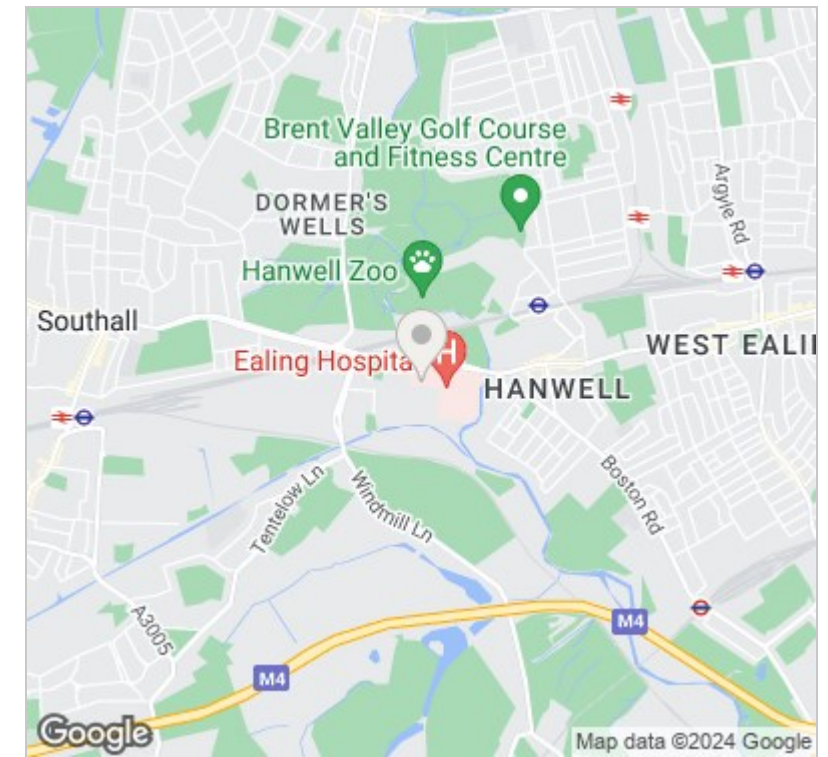 Brent Valley Golf Course
and Fitness Centre
Argyle Rd
DORMER'S
WELLS
Hanwell Zoo
Southall
WEST EALI
Ealing Hospita
H
HANWELL
Boston Rd
Tentelow Ln
Windmill Ln
A3005
M4
M4
Google
Map data ©2024 Google